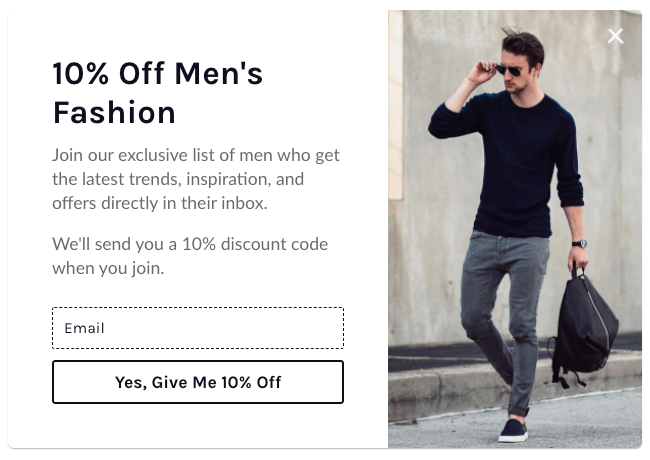 10% Off Men's
Fashion
Join our exclusive list of men who get
the latest trends, inspiration, and
offers directly in their inbox.
We'll send you a 10% discount code
when you join.
Email
Yes, Give Me 10% Off